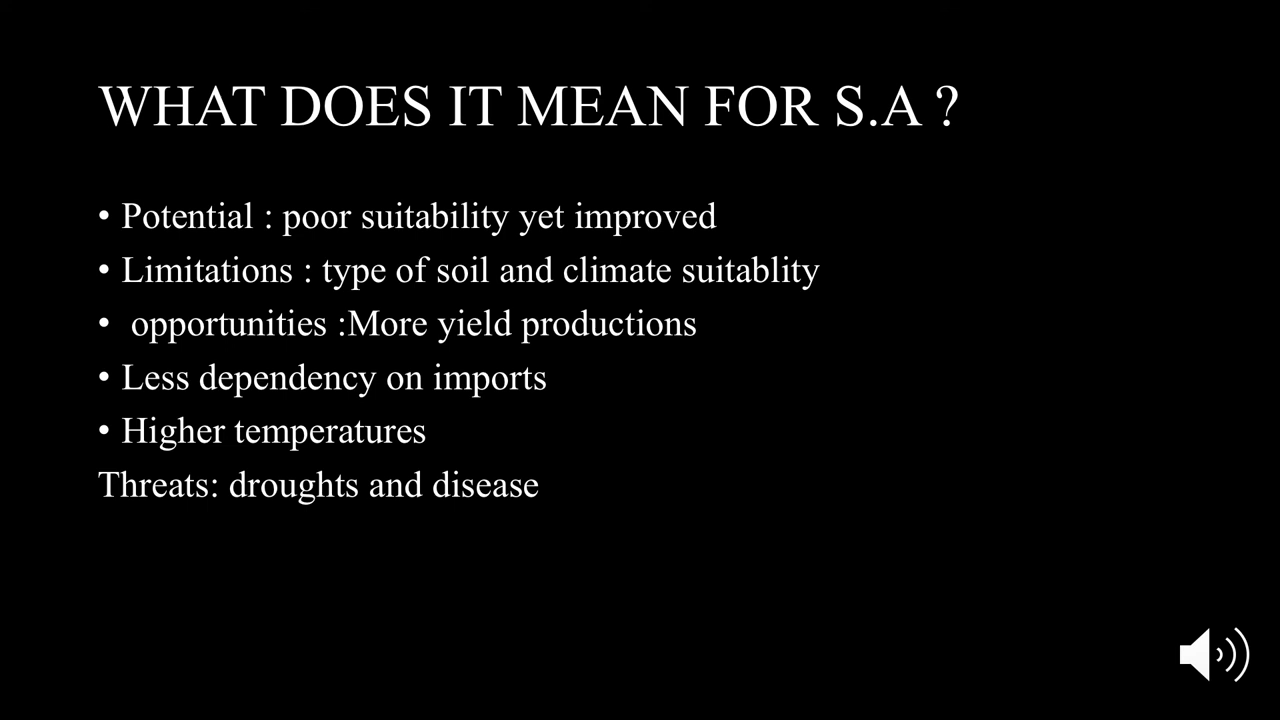 WHAT DOES IT MEAN FOR S.A ?
• Potential : poor suitability yet improved
• Limitations : type of soil and climate suitablity
• opportunities :More yield productions
• Less dependency on imports
• Higher temperatures
Threats: droughts and disease